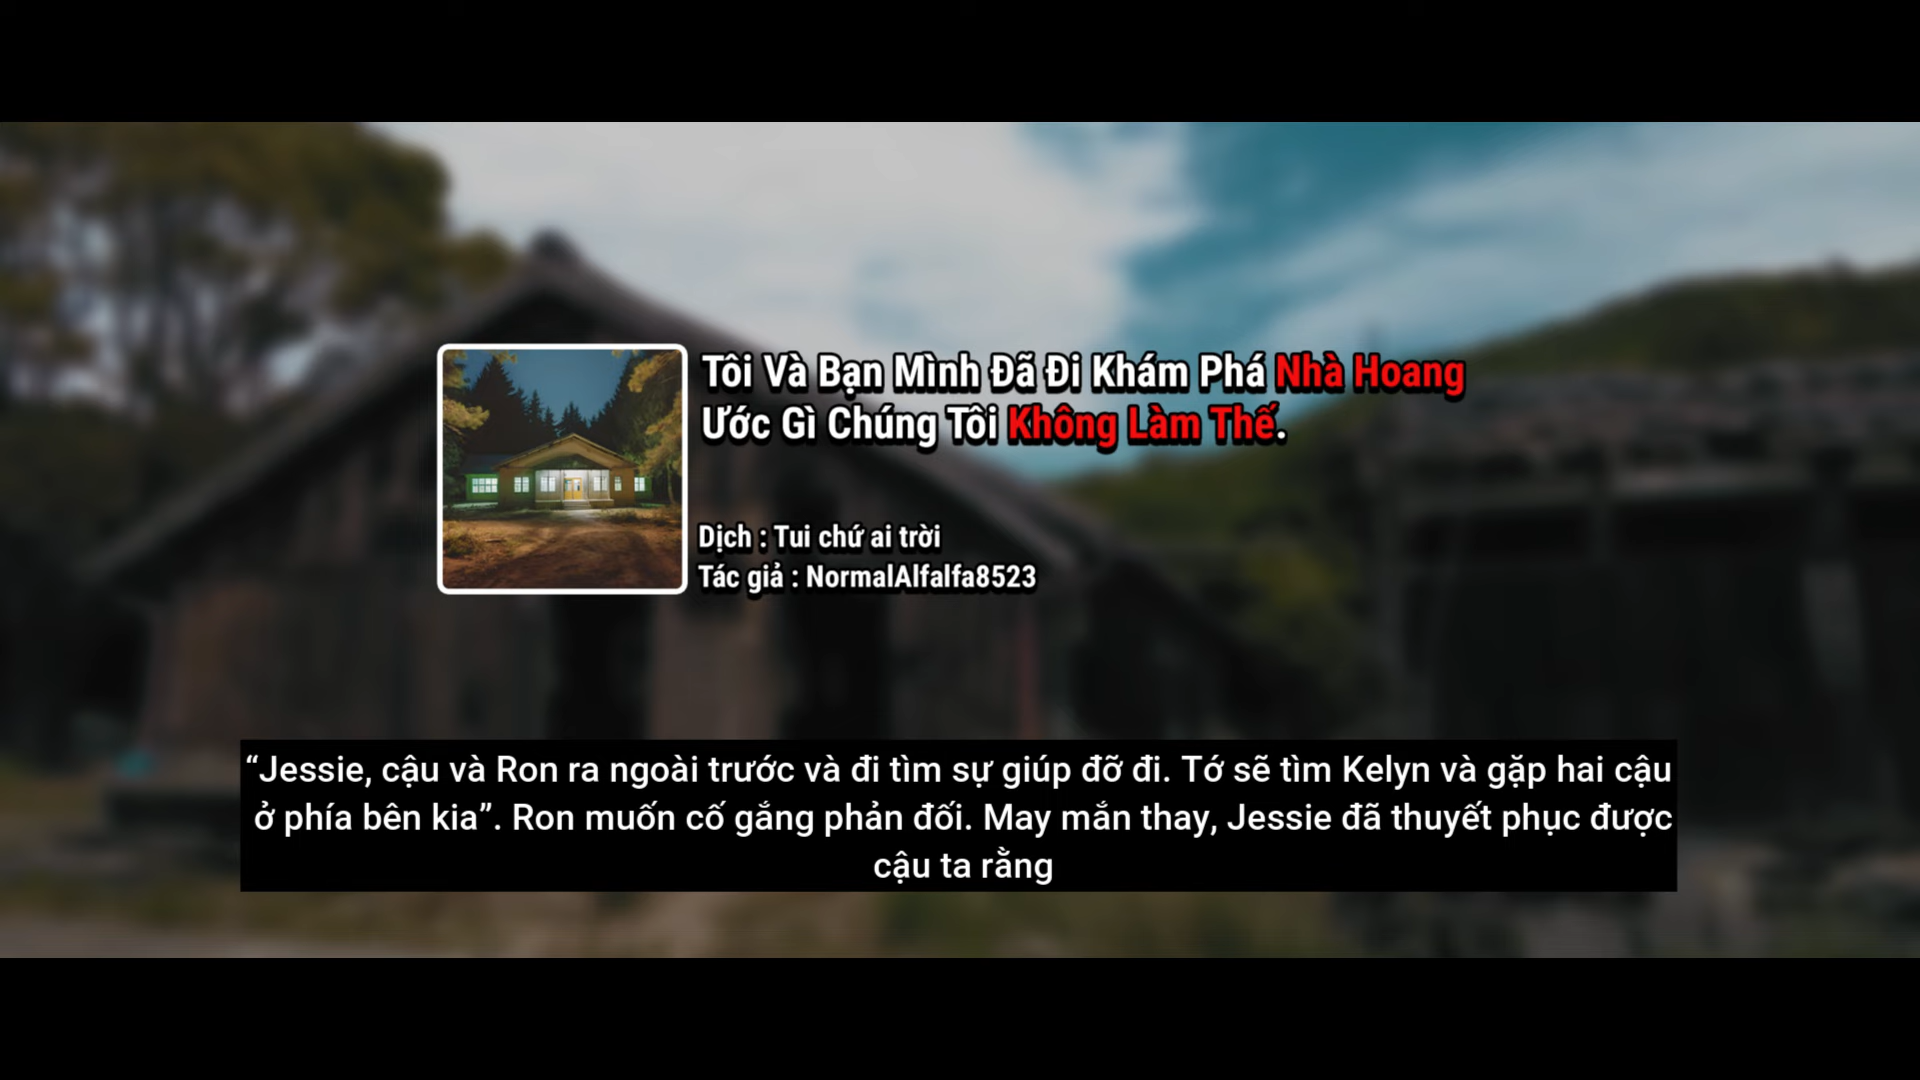 Tôi Và Bạn Mình Đã Đi Khám Phá Nhà Hoang
Ước Gì Chúng Tôi Không Làm Thế.
Dịch : Tui chứ ai trời
Tác giả : NormalAlfalfa8523
“Jessie, cậu và Ron ra ngoài trước và đi tìm sự giúp đỡ đi. Tớ sẽ tìm Kelyn và gặp hai cậu
ở phía bên kia”. Ron muốn cố gắng phản đối. May mắn thay, Jessie đã thuyết phục được
cậu ta rằng